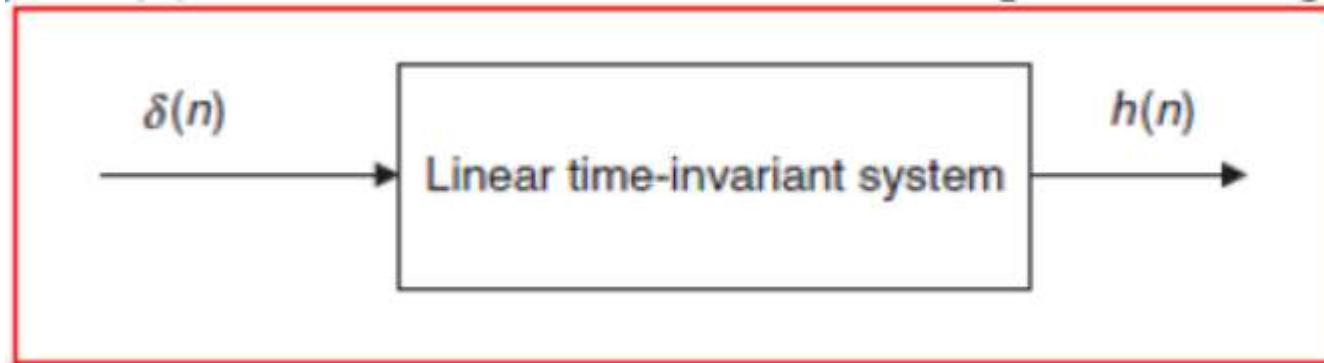 δ(n)
h(n)
Linear time-invariant system